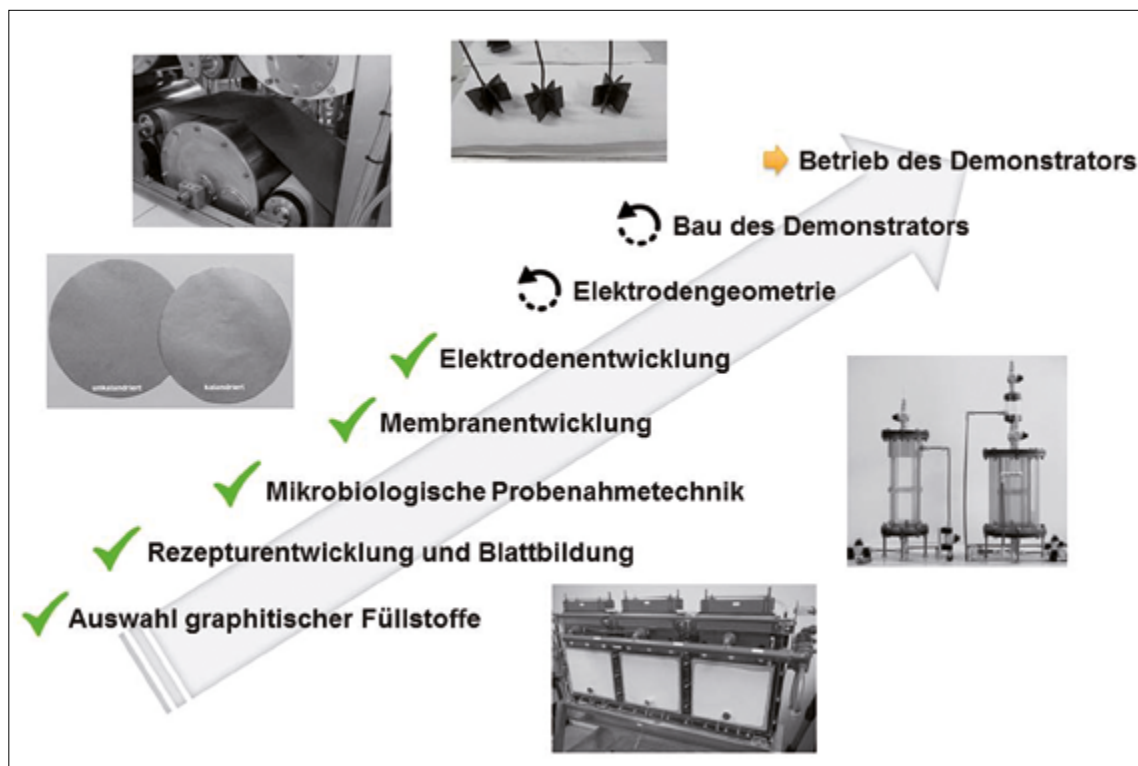 Betrieb des Demonstrators
Bau des Demonstrators
Elektrodengeometrie
unkalandriert
kalandriert
Elektrodenentwicklung
Membranentwicklung
Mikrobiologische Probenahmetechnik
Rezepturentwicklung und Blattbildung
Auswahl graphitischer Füllstoffe